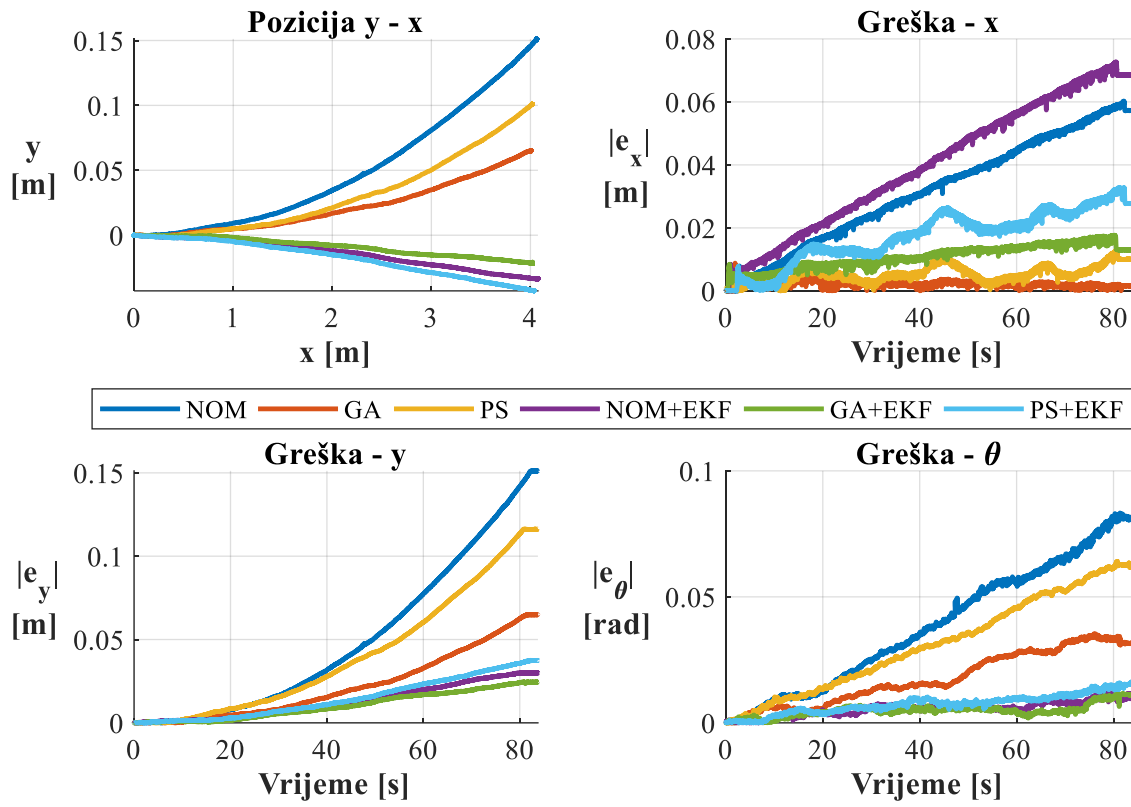 Pozicija y - x
0.15
0.1
0.05
0
y
[m]
0 1 2 3 4
x [m]
Greška - x
0.08
0.06
0.04
0.02
0
|e_x|
[m]
0 20 40 60 80
Vrijeme [s]
NOM GA PS NOM+EKF GA+EKF PS+EKF
Greška - y
0.15
0.1
0.05
0
|e_y|
[m]
0 20 40 60 80
Vrijeme [s]
Greška - θ
0.1
0.05
0
|e_θ|
[rad]
0 20 40 60 80
Vrijeme [s]